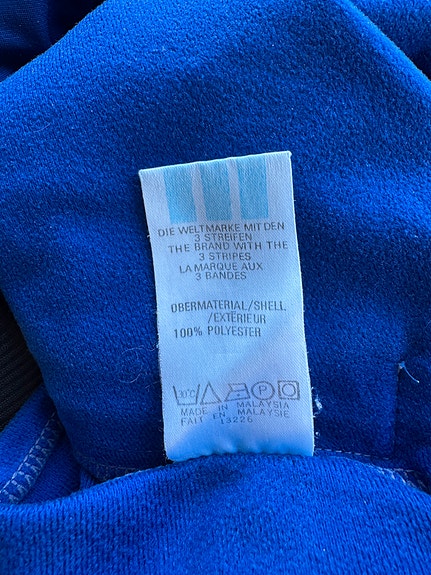 DIE WELTMARKE MIT DEN
3 STREIFEN
THE BRAND WITH THE
3 STRIPES
LA MARQUE AUX
3 BANDES
OBERMATERIAL/SHELL
/EXTÉRIEUR
100% POLYESTER
30°C P
MADE IN MALAYSIA
FAIT EN MALAYSIE
13226